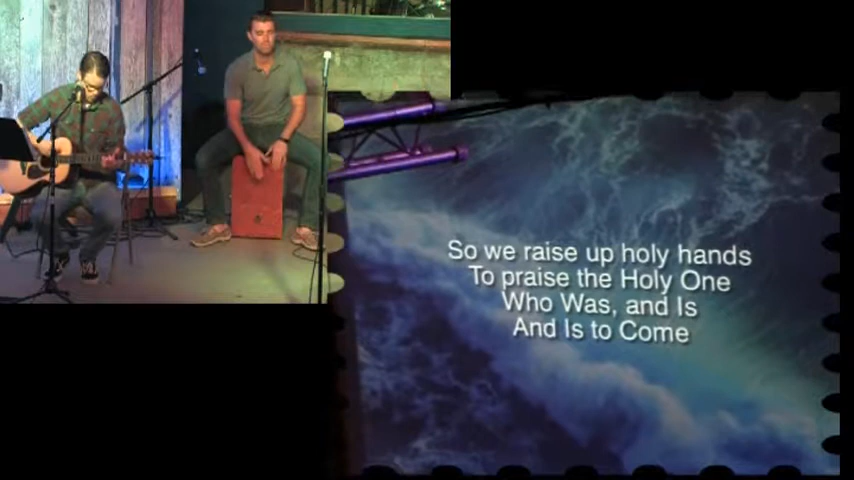 So we raise up holy hands
To praise the Holy One
Who Was, and Is
And Is to Come